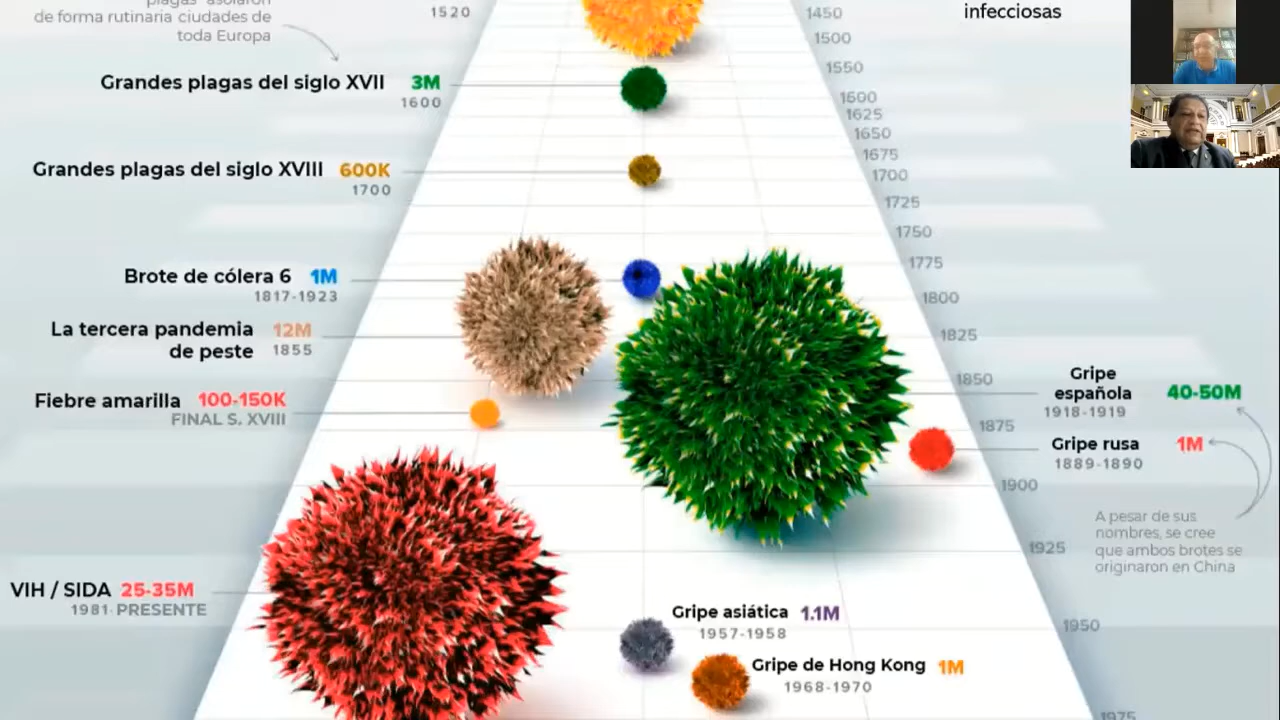 plagas" asolaron
de forma rutinaria ciudades de
toda Europa
1520
1450
infecciosas
1500
1550
Grandes plagas del siglo XVII 3M
1600
1600
1625
1650
1675
Grandes plagas del siglo XVIII 600K
1700
1700
1725
1750
1775
Brote de cólera 6 1M
1817-1923
1800
La tercera pandemia 12M
de peste 1855
1825
1850
Gripe
española 40-50M
1918-1919
Fiebre amarilla 100-150K
FINAL S. XVIII
1875
Gripe rusa 1M
1889-1890
1900
A pesar de sus
nombres, se cree
que ambos brotes se
originaron en China
1925
VIH / SIDA 25-35M
1981-PRESENTE
Gripe asiática 1.1M
1957-1958
1950
Gripe de Hong Kong 1M
1968-1970
1975